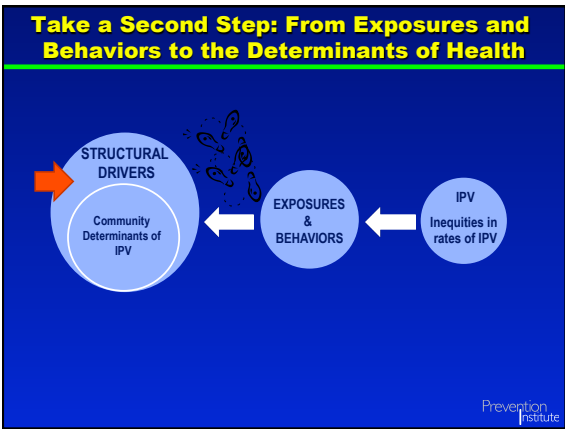 Take a Second Step: From Exposures and
Behaviors to the Determinants of Health
STRUCTURAL
DRIVERS
Community
Determinants of
IPV
EXPOSURES
&
BEHAVIORS
IPV
Inequities in
rates of IPV
Prevention
Institute